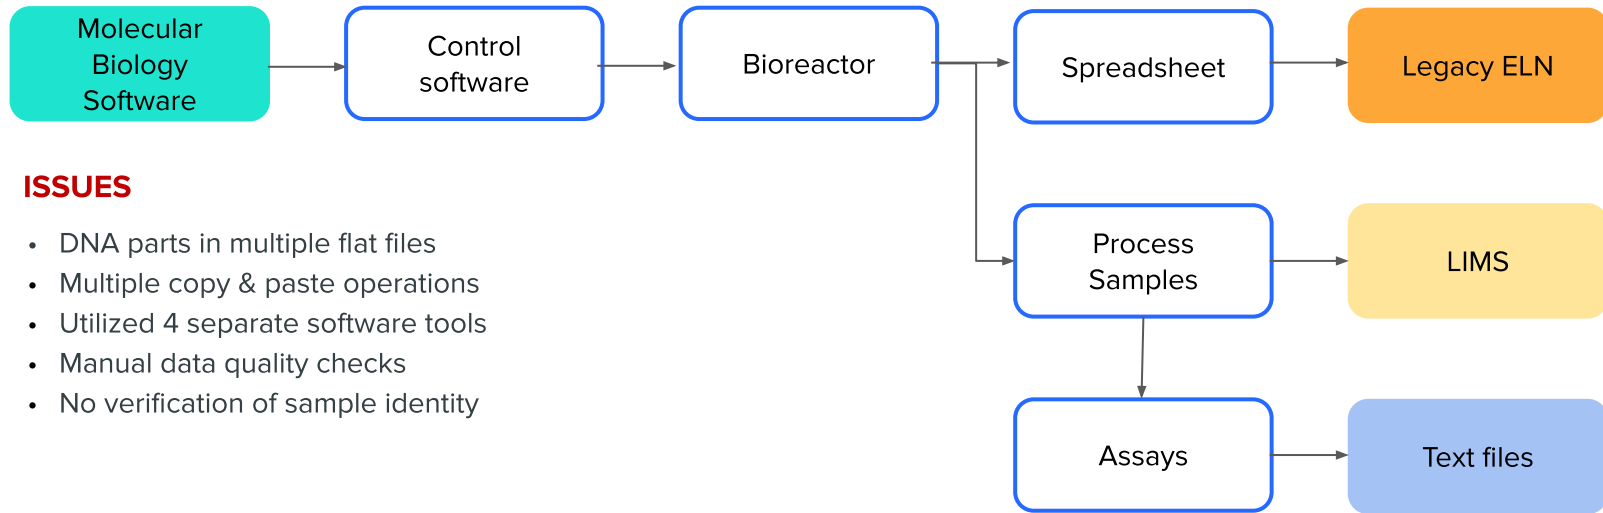 Molecular
Biology
Software
Control
software
Bioreactor
Spreadsheet
Legacy ELN
ISSUES
• DNA parts in multiple flat files
• Multiple copy & paste operations
• Utilized 4 separate software tools
• Manual data quality checks
• No verification of sample identity
Process
Samples
LIMS
Assays
Text files